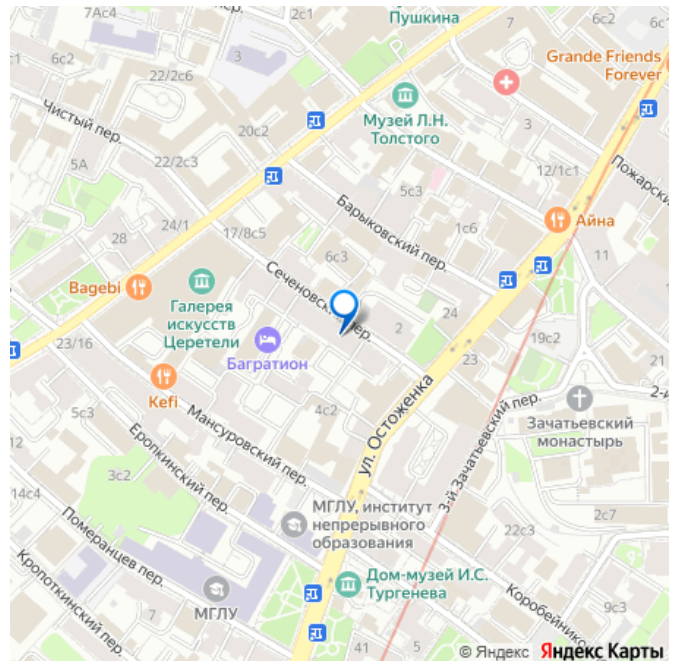 7Ас4
2с1
Пушкина
7
6с2
6с
22/2с6
3
Grande Friends
Forever
Чистый пер.
20с2
Музей Л.Н.
Толстого
3
5А
22/2с3
5с3
12/1с1
Пожарский
Барыковский пер.
28
24/1
17/8с5
1с6
Айна
6с3
11
Bagebi
Сеченовский пер.
Галерея
искусств
Церетели
24
2
19с2
23/16
Багратион
23
21
Kefi
ул. Остоженка
3-й Зачатьевский пер.
2-й
Зачатьевский
монастырь
5с3
4с2
Мансуровский пер.
12
Еропкинский пер.
3с2
14с4
МГЛУ, институт
непрерывного
образования
2с7
22с3
Померанцев пер.
Кропоткинский пер.
МГЛУ
Дом-музей И.С.
Тургенева
Коробейников
7
9с3
© Яндекс Яндекс Карты